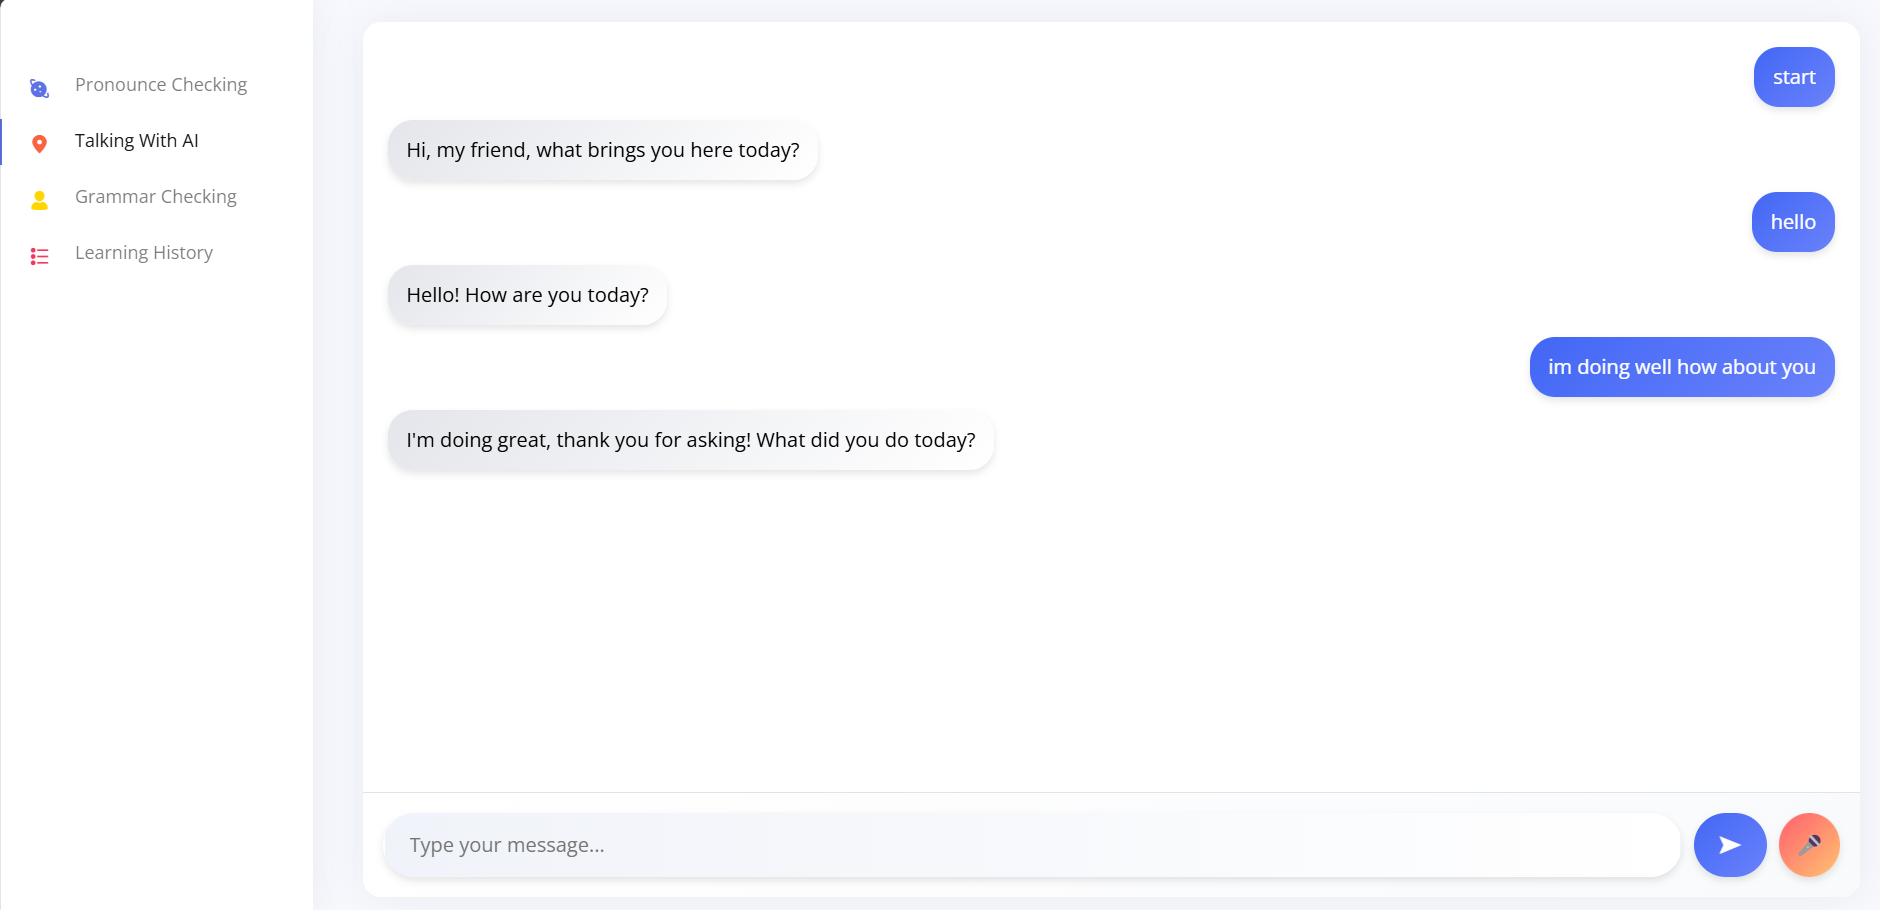 Pronounce Checking
Talking With AI
Grammar Checking
Learning History
start
Hi, my friend, what brings you here today?
hello
Hello! How are you today?
im doing well how about you
I'm doing great, thank you for asking! What did you do today?
Type your message...